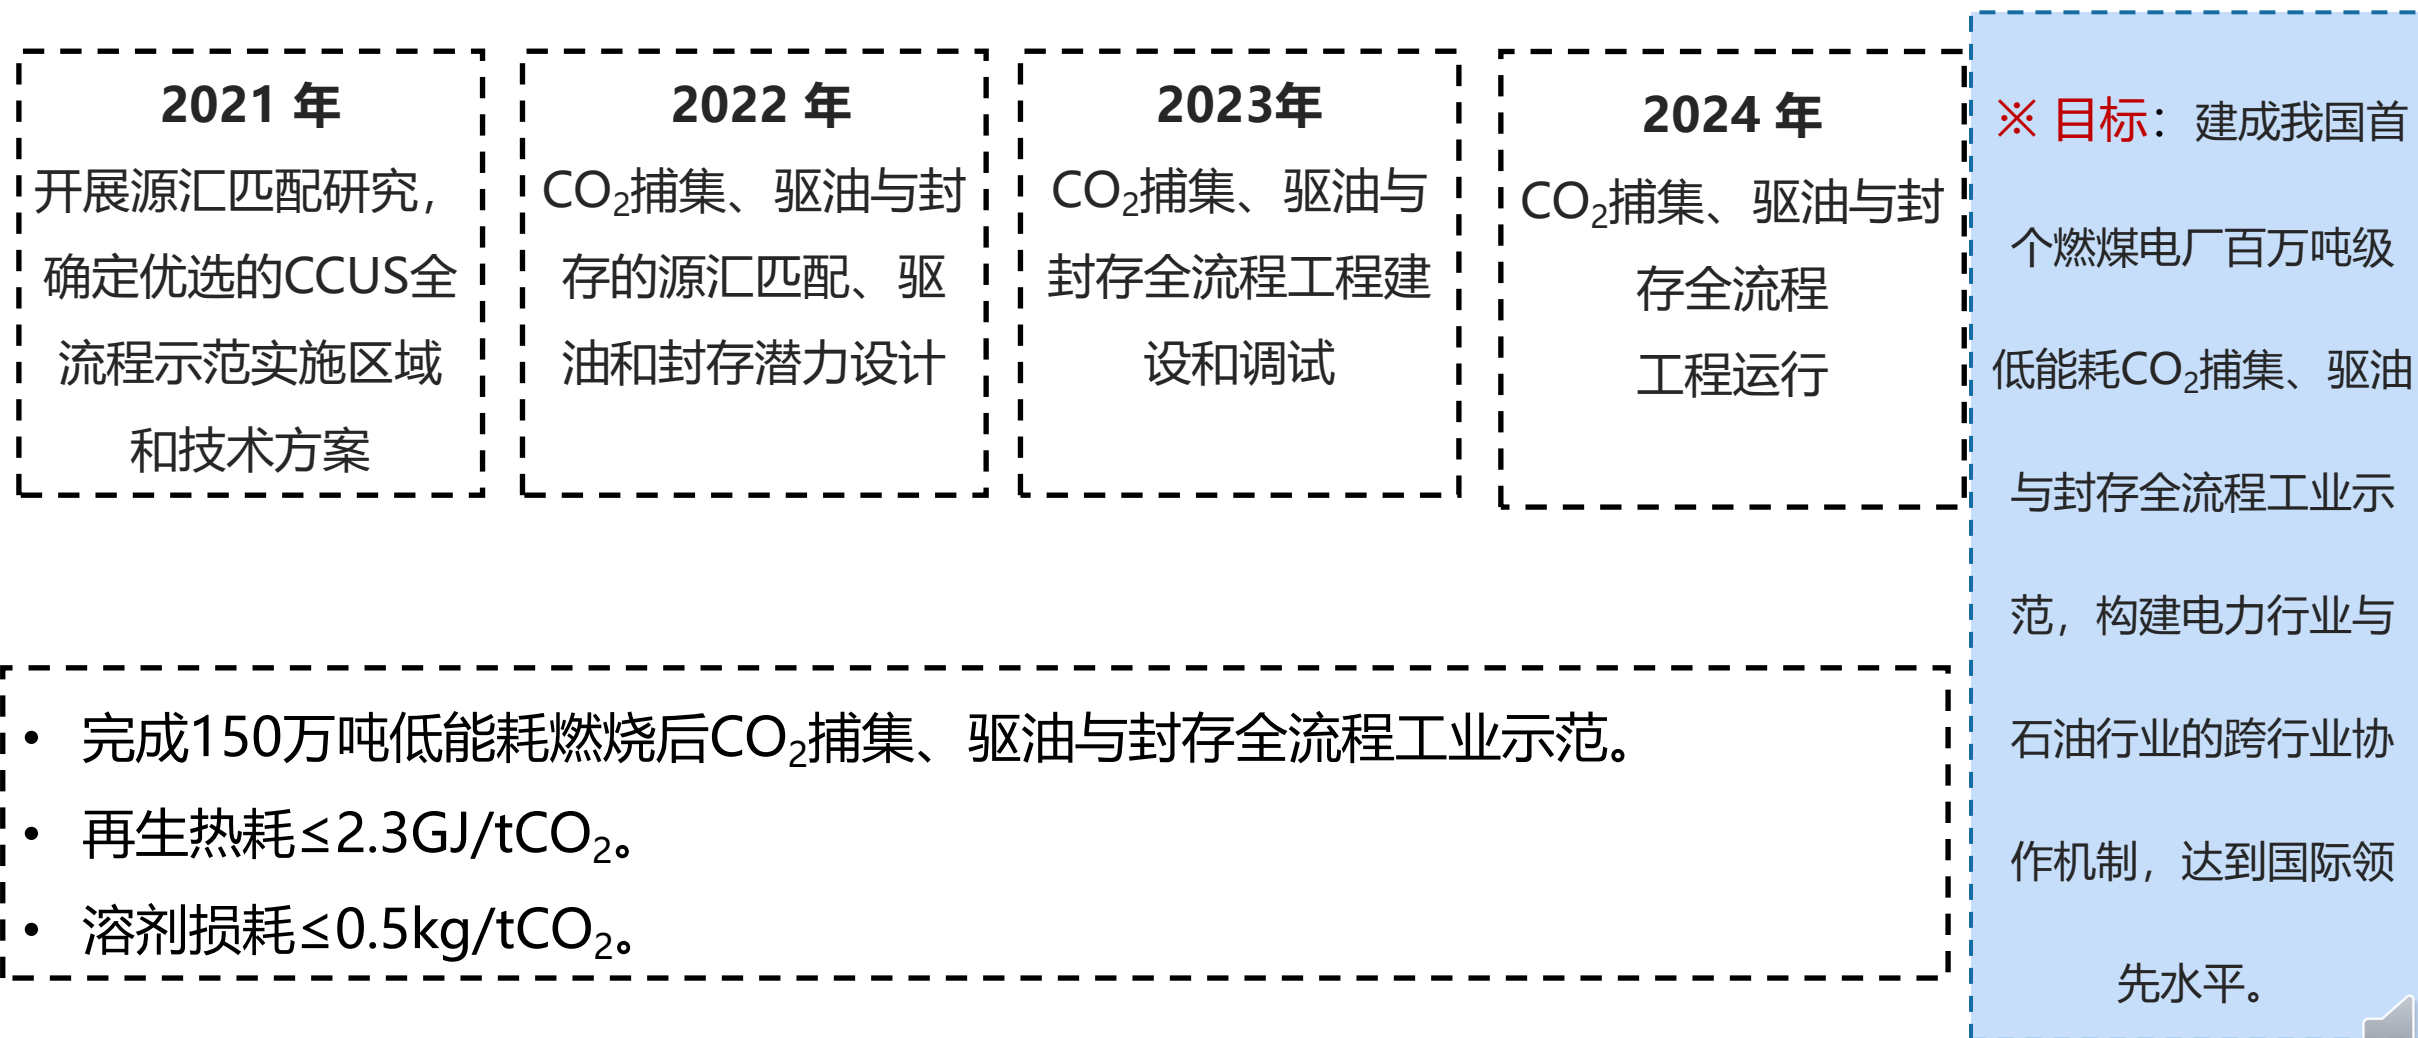 2021 年
开展源汇匹配研究，
确定优选的CCUS全
流程示范实施区域
和技术方案
2022 年
CO₂捕集、驱油与封
存的源汇匹配、驱
油和封存潜力设计
2023年
CO₂捕集、驱油与
封存全流程工程建
设和调试
2024 年
CO₂捕集、驱油与封
存全流程
工程运行
※ 目标：建成我国首
个燃煤电厂百万吨级
低能耗CO₂捕集、驱油
与封存全流程工业示
范，构建电力行业与
石油行业的跨行业协
作机制，达到国际领
先水平。
• 完成150万吨低能耗燃烧后CO₂捕集、驱油与封存全流程工业示范。
• 再生热耗≤2.3GJ/tCO₂。
• 溶剂损耗≤0.5kg/tCO₂。